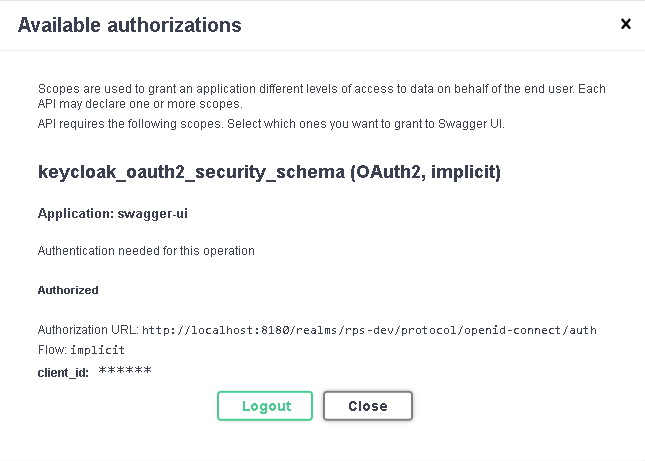 Available authorizations
Scopes are used to grant an application different levels of access to data on behalf of the end user. Each
API may declare one or more scopes.
API requires the following scopes. Select which ones you want to grant to Swagger UI.
keycloak_oauth2_security_schema (OAuth2, implicit)
Application: swagger-ui
Authentication needed for this operation
Authorized
Authorization URL: http://localhost:8180/realms/rps-dev/protocol/openid-connect/auth
Flow: implicit
client_id: ******
Logout Close